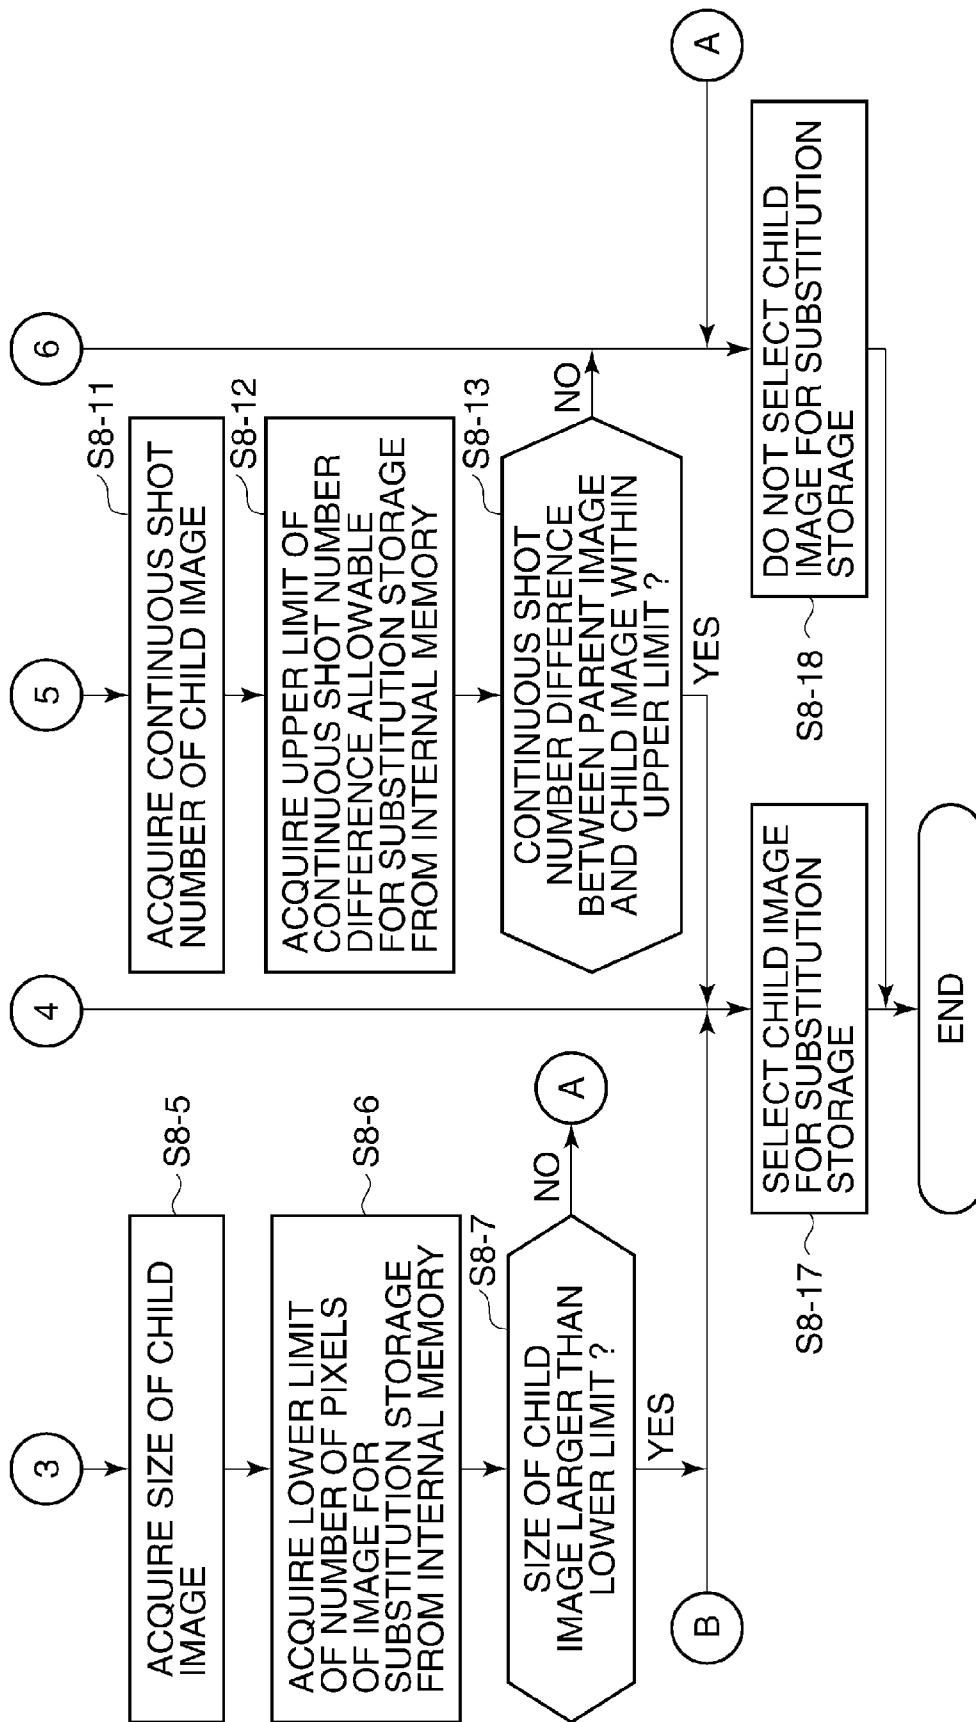 3
ACQUIRE SIZE OF CHILD
IMAGE
S8-5
ACQUIRE LOWER LIMIT
OF NUMBER OF PIXELS
OF IMAGE FOR
SUBSTITUTION STORAGE
FROM INTERNAL MEMORY
S8-6
SIZE OF CHILD
IMAGE LARGER THAN
LOWER LIMIT ?
S8-7
NO
A
YES
B
4
5
ACQUIRE CONTINUOUS SHOT
NUMBER OF CHILD IMAGE
S8-11
ACQUIRE UPPER LIMIT OF
CONTINUOUS SHOT NUMBER
DIFFERENCE ALLOWABLE
FOR SUBSTITUTION STORAGE
FROM INTERNAL MEMORY
S8-12
CONTINUOUS SHOT
NUMBER DIFFERENCE
BETWEEN PARENT IMAGE
AND CHILD IMAGE WITHIN
UPPER LIMIT ?
S8-13
NO
YES
6
A
SELECT CHILD IMAGE
FOR SUBSTITUTION
STORAGE
S8-17
DO NOT SELECT CHILD
IMAGE FOR SUBSTITUTION
STORAGE
S8-18
END